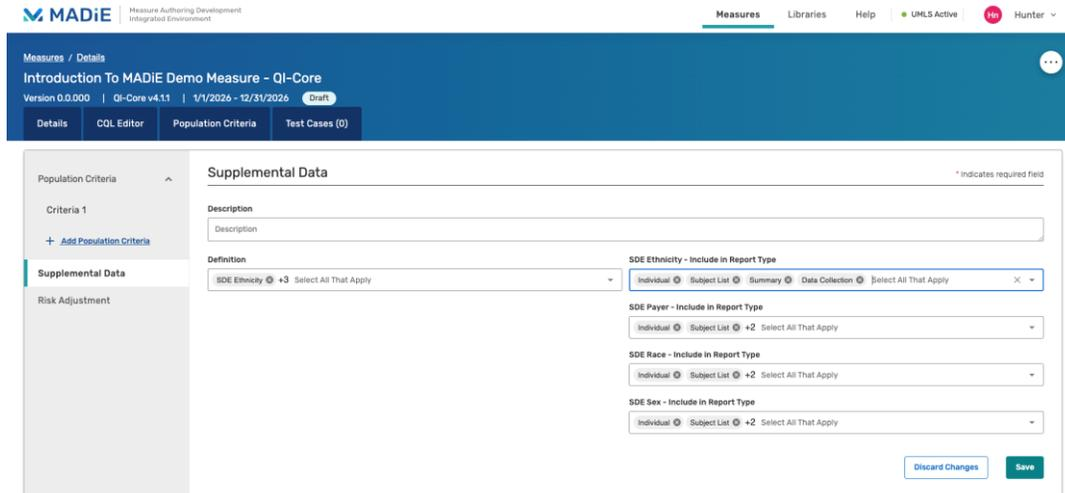 MADiE
Measure Authoring Development
Integrated Environment
Measures
Libraries
Help
UMLS Active
Hn
Hunter
Measures / Details
Introduction To MADiE Demo Measure - QI-Core
Version 0.0.000 | QI-Core v4.1.1 | 1/1/2026 - 12/31/2026 Draft
Details
CQL Editor
Population Criteria
Test Cases (0)
Population Criteria
Criteria 1
+ Add Population Criteria
Supplemental Data
Risk Adjustment
Supplemental Data
* Indicates required field
Description
Description
Definition
SDE Ethnicity +3 Select All That Apply
SDE Ethnicity - Include in Report Type
Individual Subject List Summary Data Collection Select All That Apply
SDE Payer - Include in Report Type
Individual Subject List +2 Select All That Apply
SDE Race - Include in Report Type
Individual Subject List +2 Select All That Apply
SDE Sex - Include in Report Type
Individual Subject List +2 Select All That Apply
Discard Changes
Save